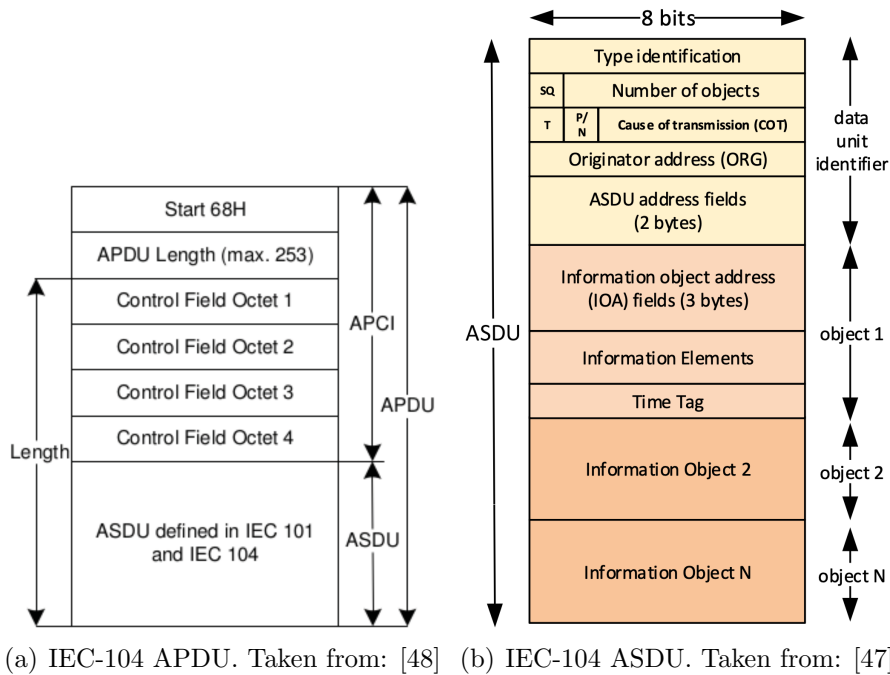 Start 68H
APDU Length (max. 253)
Control Field Octet 1
Control Field Octet 2
Control Field Octet 3
Control Field Octet 4
ASDU defined in IEC 101
and IEC 104
Length
APCI
ASDU
APDU
(a) IEC-104 APDU. Taken from: [48]
8 bits
Type identification
SQ
Number of objects
T
P/
N
Cause of transmission (COT)
Originator address (ORG)
ASDU address fields
(2 bytes)
Information object address
(IOA) fields (3 bytes)
Information Elements
Time Tag
Information Object 2
Information Object N
ASDU
data
unit
identifier
object 1
object 2
object N
(b) IEC-104 ASDU. Taken from: [47]